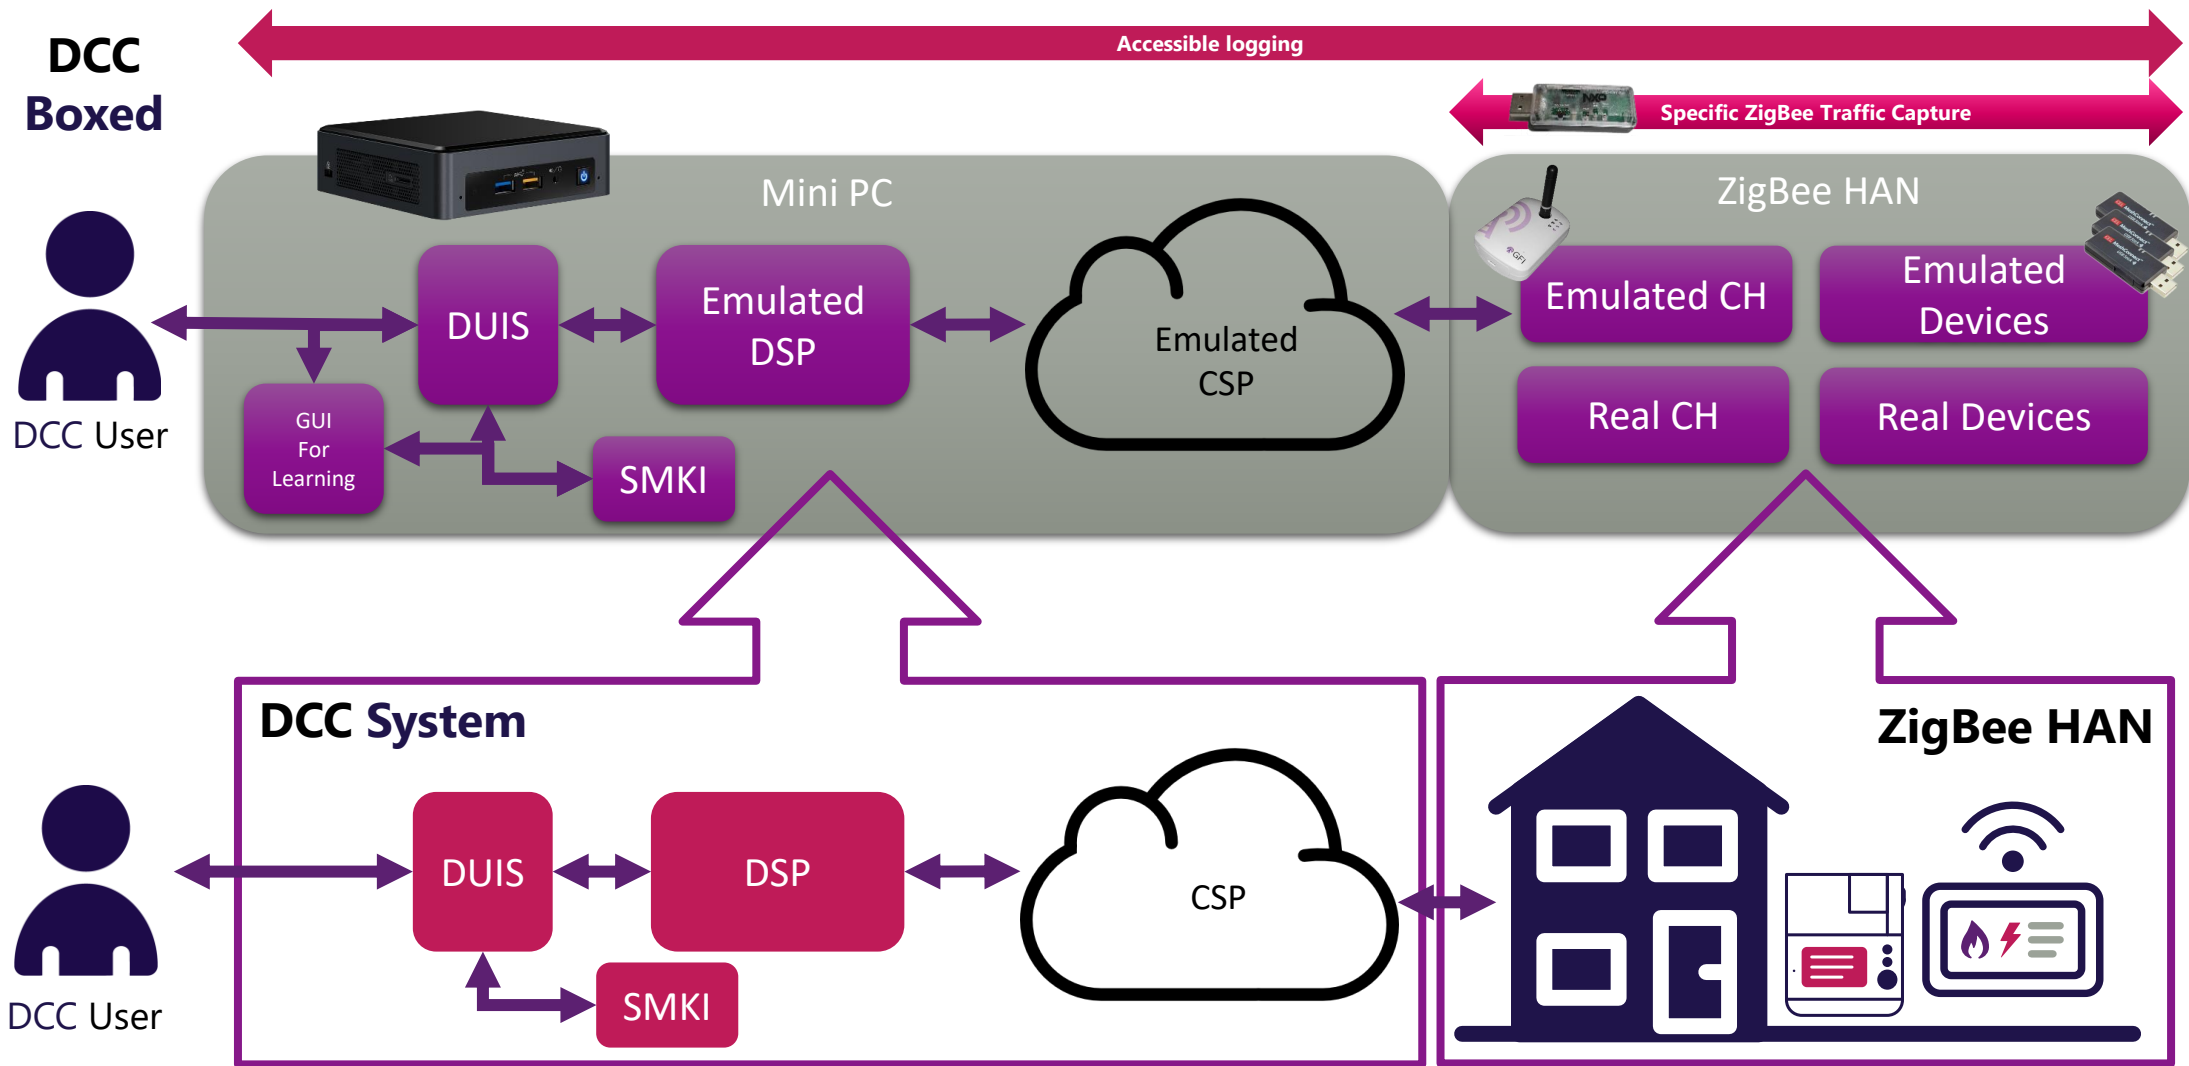 DCC
Boxed
Accessible logging
Specific ZigBee Traffic Capture
NXP
Mini PC
ZigBee HAN
GFI
DUIS
Emulated
DSP
Emulated
CSP
Emulated CH
Emulated
Devices
Real CH
Real Devices
GUI
For
Learning
SMKI
DCC User
DCC System
ZigBee HAN
DUIS
DSP
CSP
SMKI
DCC User